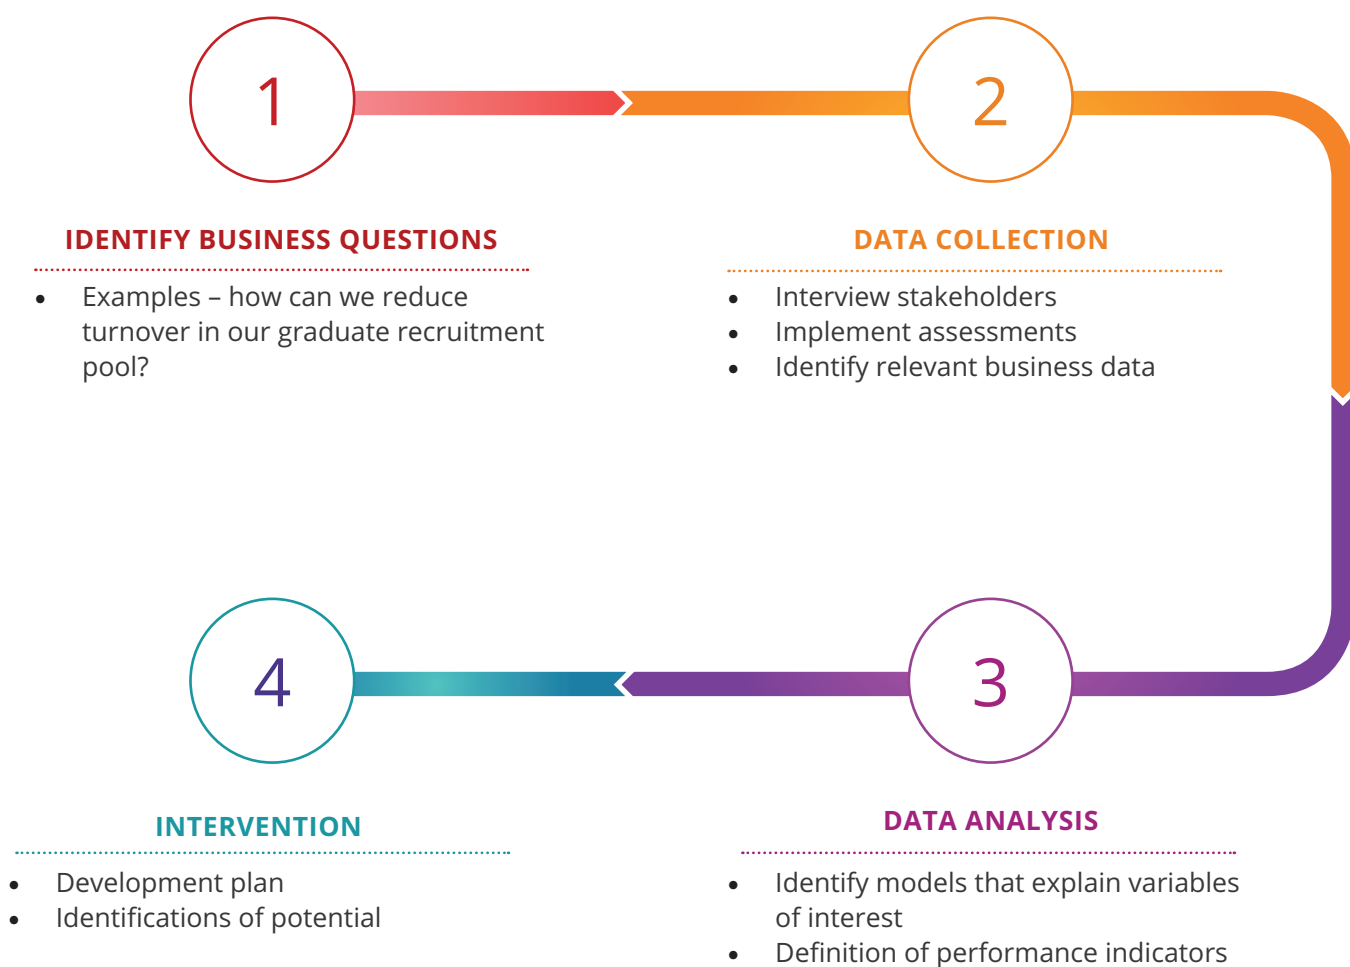 1
IDENTIFY BUSINESS QUESTIONS
• Examples – how can we reduce
turnover in our graduate recruitment
pool?
2
DATA COLLECTION
• Interview stakeholders
• Implement assessments
• Identify relevant business data
3
DATA ANALYSIS
• Identify models that explain variables
of interest
• Definition of performance indicators
4
INTERVENTION
• Development plan
• Identifications of potential